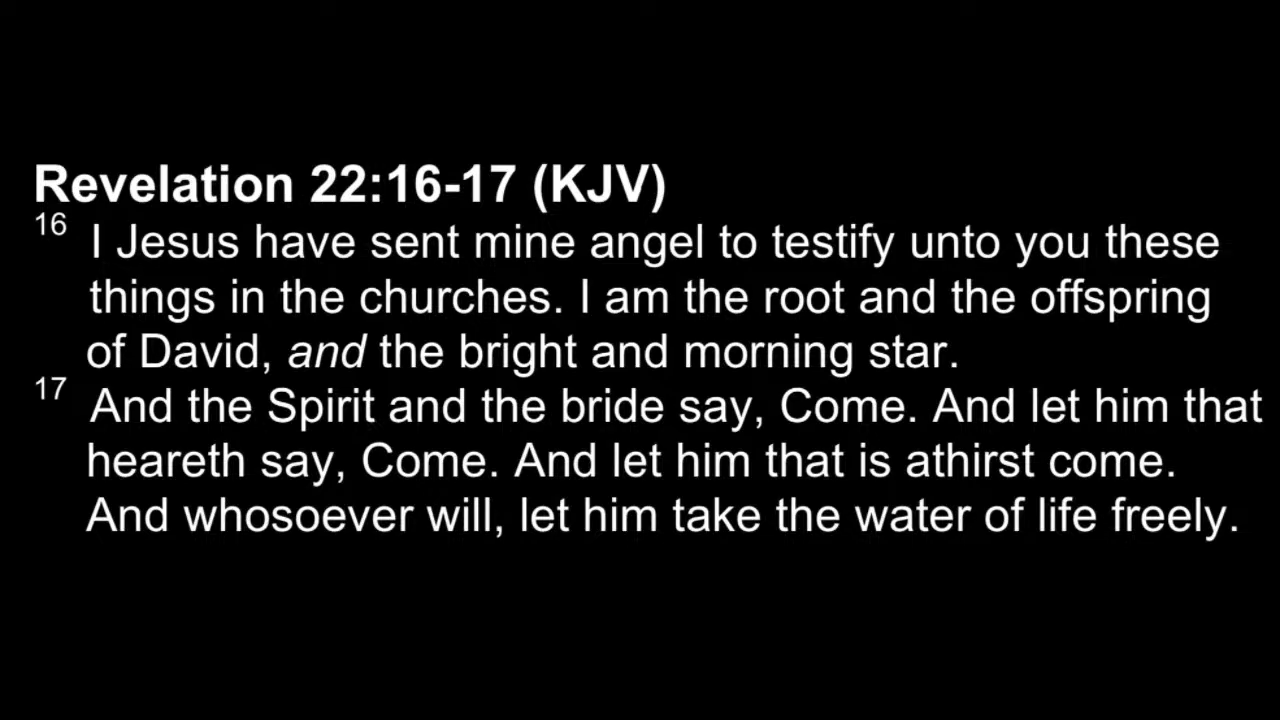 Revelation 22:16-17 (KJV)
16 I Jesus have sent mine angel to testify unto you these
things in the churches. I am the root and the offspring
of David, and the bright and morning star.
17 And the Spirit and the bride say, Come. And let him that
heareth say, Come. And let him that is athirst come.
And whosoever will, let him take the water of life freely.